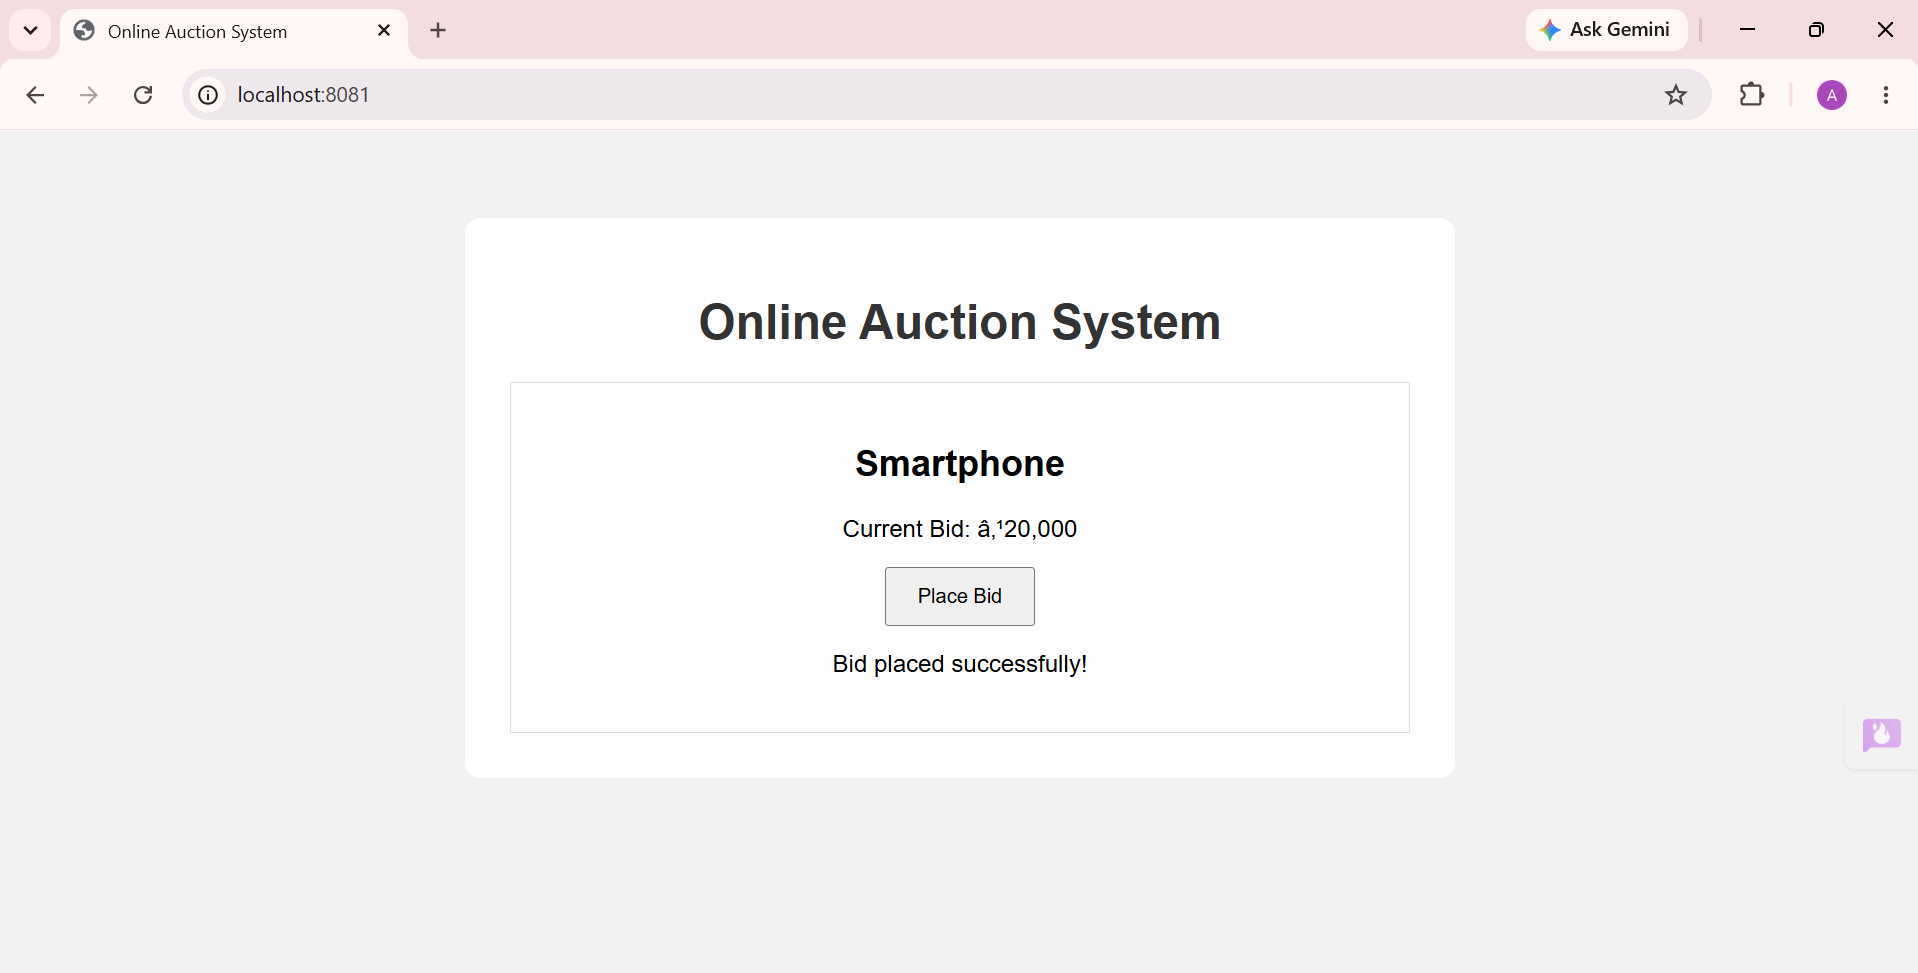 Online Auction System
Ask Gemini
localhost:8081
A
Online Auction System
Smartphone
Current Bid: â‚¹20,000
Place Bid
Bid placed successfully!